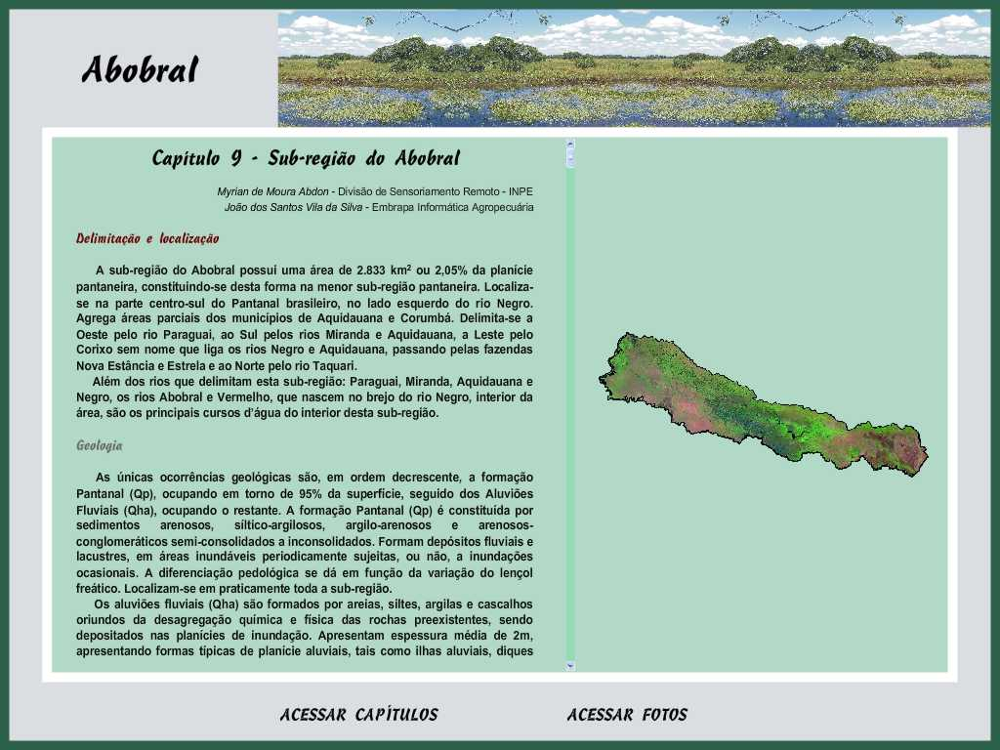 Abobral
Capítulo 9 - Sub-região do Abobral
Myrian de Moura Abdon - Divisão de Sensoriamento Remoto - INPE
João dos Santos Vila da Silva - Embrapa Informática Agropecuária
Delimitação e localização
A sub-região do Abobral possui uma área de 2.833 km² ou 2,05% da planície
pantaneira, constituindo-se desta forma na menor sub-região pantaneira. Localiza-
se na parte centro-sul do Pantanal brasileiro, no lado esquerdo do rio Negro.
Agrega áreas parciais dos municípios de Aquidauana e Corumbá. Delimita-se a
Oeste pelo rio Paraguai, ao Sul pelos rios Miranda e Aquidauana, a Leste pelo
Corixo sem nome que liga os rios Negro e Aquidauana, passando pelas fazendas
Nova Estância e Estrela e ao Norte pelo rio Taquari.
Além dos rios que delimitam esta sub-região: Paraguai, Miranda, Aquidauana e
Negro, os rios Abobral e Vermelho, que nascem no brejo do rio Negro, interior da
área, são os principais cursos d'água do interior desta sub-região.
Geologia
As únicas ocorrências geológicas são, em ordem decrescente, a formação
Pantanal (Qp), ocupando em torno de 95% da superfície, seguido dos Aluviões
Fluviais (Qha), ocupando o restante. A formação Pantanal (Qp) é constituída por
sedimentos arenosos, síltico-argilosos, argilo-arenosos e arenosos-
conglomeráticos semi-consolidados a inconsolidados. Formam depósitos fluviais e
lacustres, em áreas inundáveis periodicamente sujeitas, ou não, a inundações
ocasionais. A diferenciação pedológica se dá em função da variação do lençol
freático. Localizam-se em praticamente toda a sub-região.
Os aluviões fluviais (Qha) são formados por areias, siltes, argilas e cascalhos
oriundos da desagregação química e física das rochas preexistentes, sendo
depositados nas planícies de inundação. Apresentam espessura média de 2m,
apresentando formas típicas de planície aluviais, tais como ilhas aluviais, diques
ACESSAR CAPÍTULOS
ACESSAR FOTOS